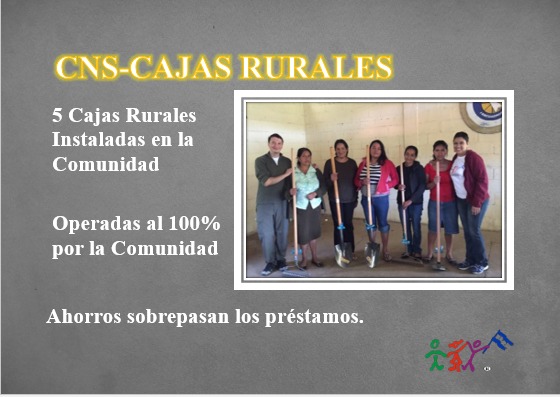 CNS-CAJAS RURALES
5 Cajas Rurales
Instaladas en la
Comunidad
Operadas al 100%
por la Comunidad
Ahorros sobrepasan los préstamos.